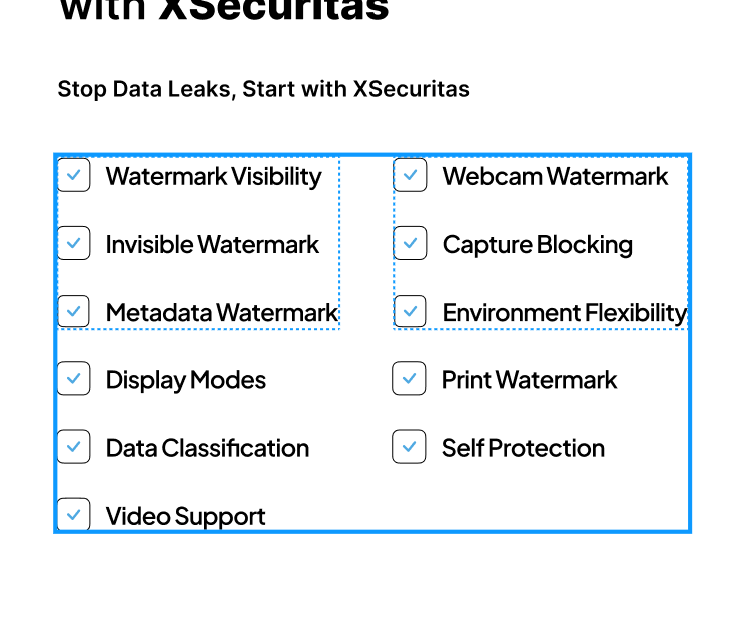 with XSecuritas
Stop Data Leaks, Start with XSecuritas
Watermark Visibility
Webcam Watermark
Invisible Watermark
Capture Blocking
Metadata Watermark
Environment Flexibility
Display Modes
Print Watermark
Data Classification
Self Protection
Video Support